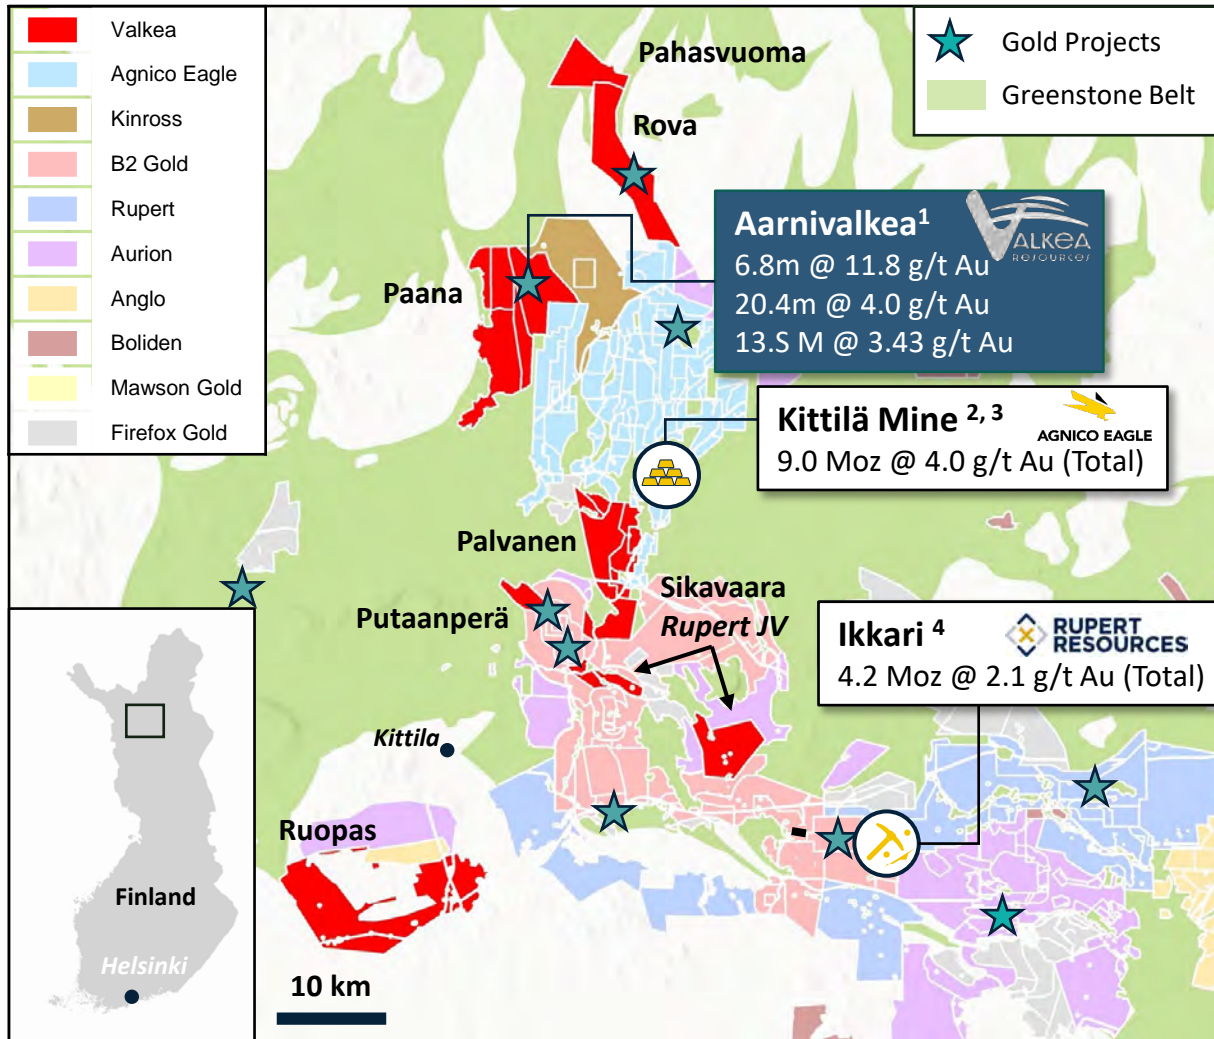 Valkea
Agnico Eagle
Kinross
B2 Gold
Rupert
Aurion
Anglo
Boliden
Mawson Gold
Firefox Gold
Gold Projects
Greenstone Belt
Pahasvuoma
Rova
Paana
Aarnivalkea1
VALKEA
RESOURCES
6.8m @ 11.8 g/t Au
20.4m @ 4.0 g/t Au
13.S M @ 3.43 g/t Au
Kittilä Mine 2, 3
AGNICO EAGLE
9.0 Moz @ 4.0 g/t Au (Total)
Palvanen
Putaanperä
Sikavaara
Rupert JV
Ikkari 4
RUPERT
RESOURCES
4.2 Moz @ 2.1 g/t Au (Total)
Kittila
Ruopas
Finland
Helsinki
10 km